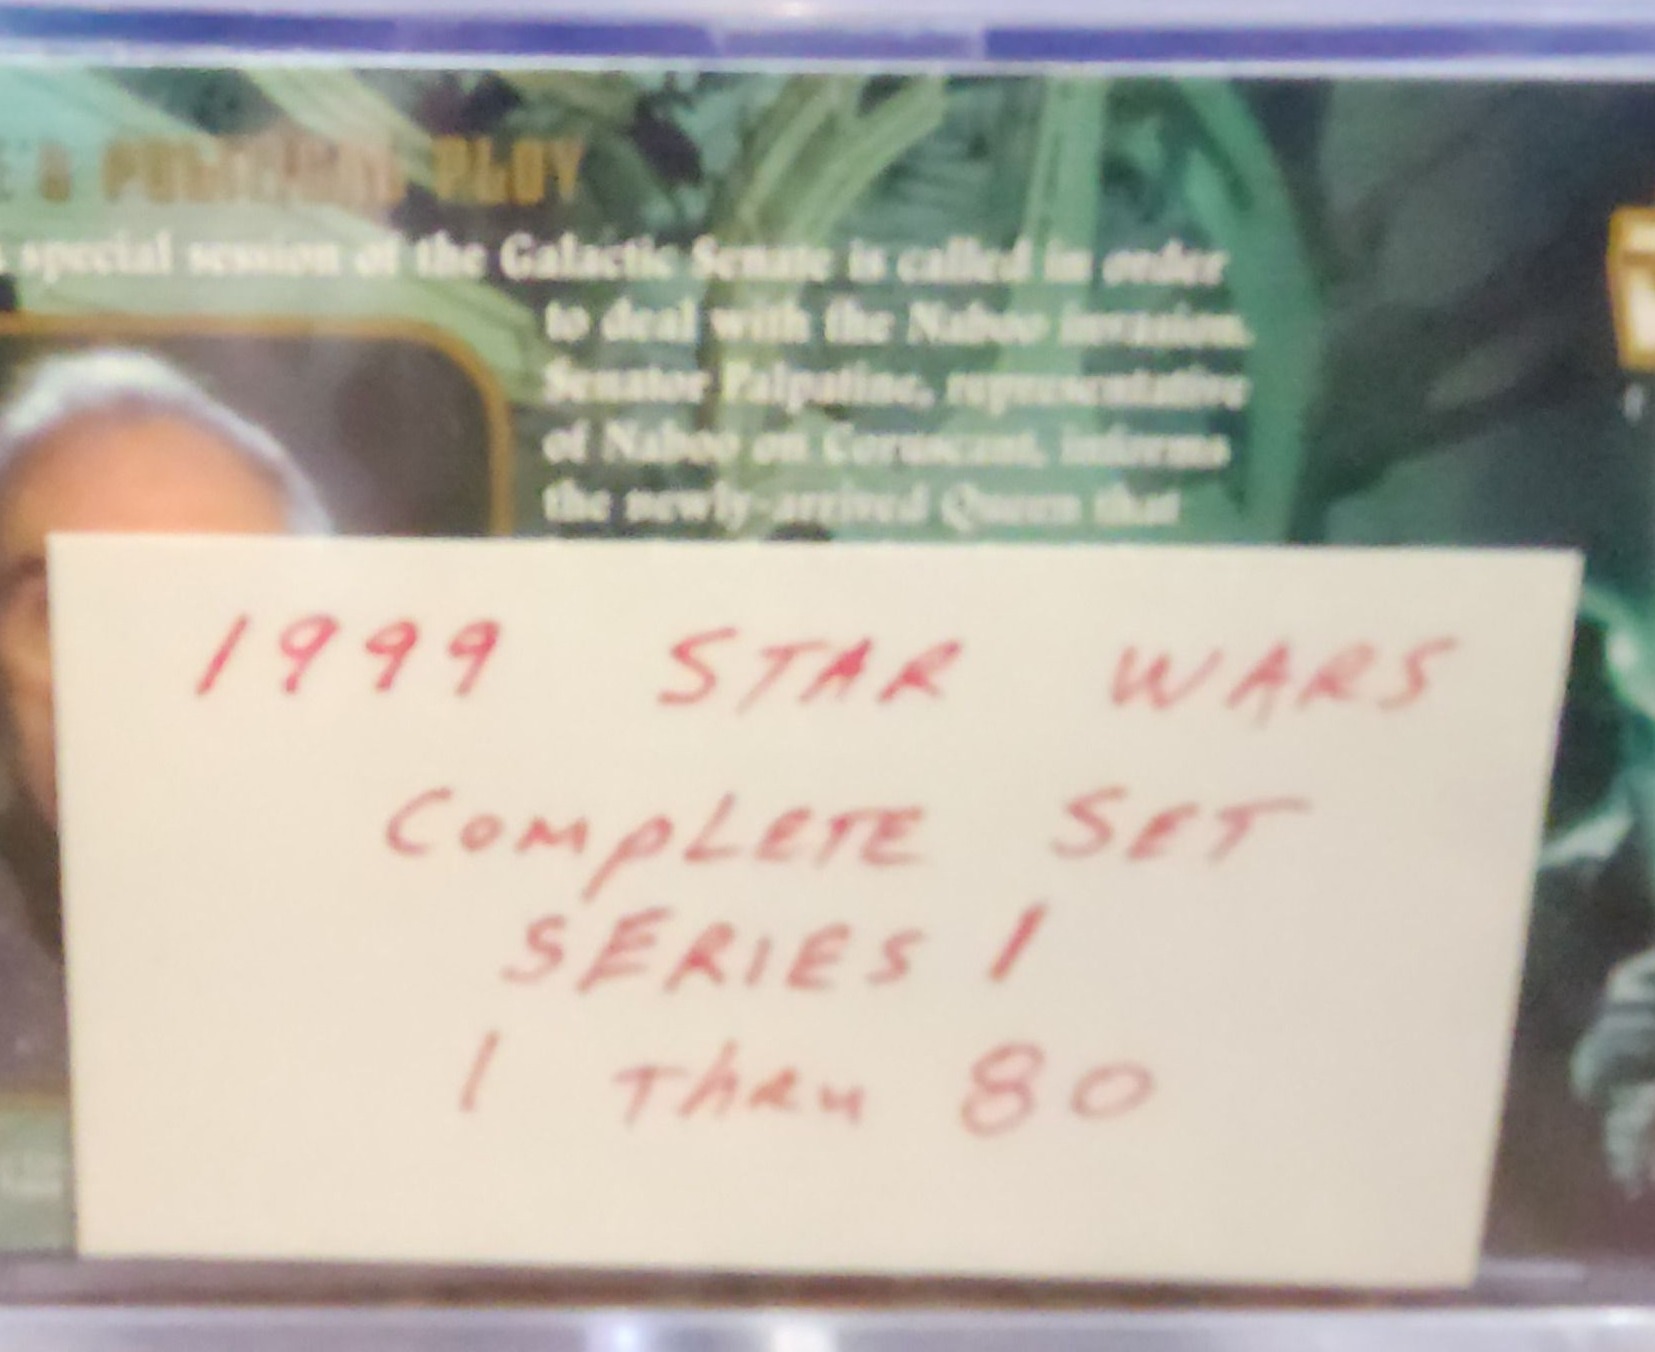 POLITICAL PLOY
special session of the Galactic Senate is called in order
to deal with the Naboo invasion.
Senator Palpatine, representative
of Naboo on Coruscant, informs
the newly-arrived Queen that
1999 STAR WARS
COMPLETE SET
SERIES 1
1 THRU 80